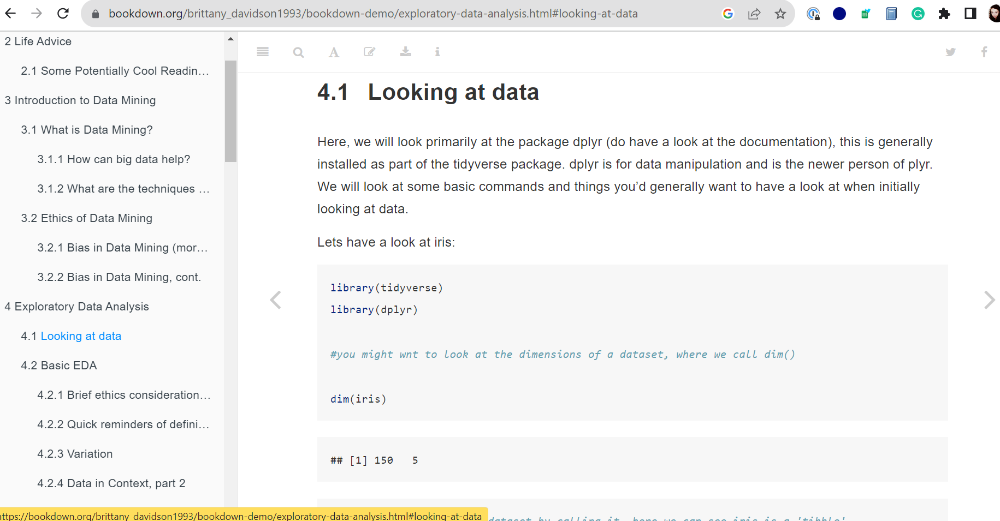 bookdown.org/brittany_davidson1993/bookdown-demo/exploratory-data-analysis.html#looking-at-data
2 Life Advice
2.1 Some Potentially Cool Readin…
3 Introduction to Data Mining
3.1 What is Data Mining?
3.1.1 How can big data help?
3.1.2 What are the techniques …
3.2 Ethics of Data Mining
3.2.1 Bias in Data Mining (mor…
3.2.2 Bias in Data Mining, cont.
4 Exploratory Data Analysis
4.1 Looking at data
4.2 Basic EDA
4.2.1 Brief ethics consideration…
4.2.2 Quick reminders of defini…
4.2.3 Variation
4.2.4 Data in Context, part 2
4.1 Looking at data
Here, we will look primarily at the package dplyr (do have a look at the documentation), this is generally
installed as part of the tidyverse package. dplyr is for data manipulation and is the newer person of plyr.
We will look at some basic commands and things you’d generally want to have a look at when initially
looking at data.
Lets have a look at iris:
library(tidyverse)
library(dplyr)
#you might wnt to look at the dimensions of a dataset, where we call dim()
dim(iris)
## [1] 150   5
dataset by calling it, here we can see iris is a 'tibble'
https://bookdown.org/brittany_davidson1993/bookdown-demo/exploratory-data-analysis.html#looking-at-data